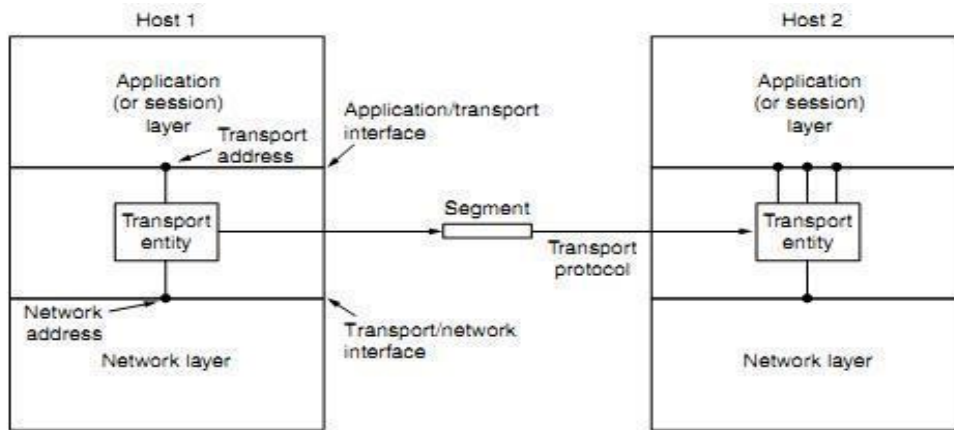 Host 1
Host 2
Application
(or session)
layer
Transport
address
Application/transport
interface
Application
(or session)
layer
Transport
entity
Segment
Transport
protocol
Transport
entity
Network
address
Transport/network
interface
Network layer
Network layer